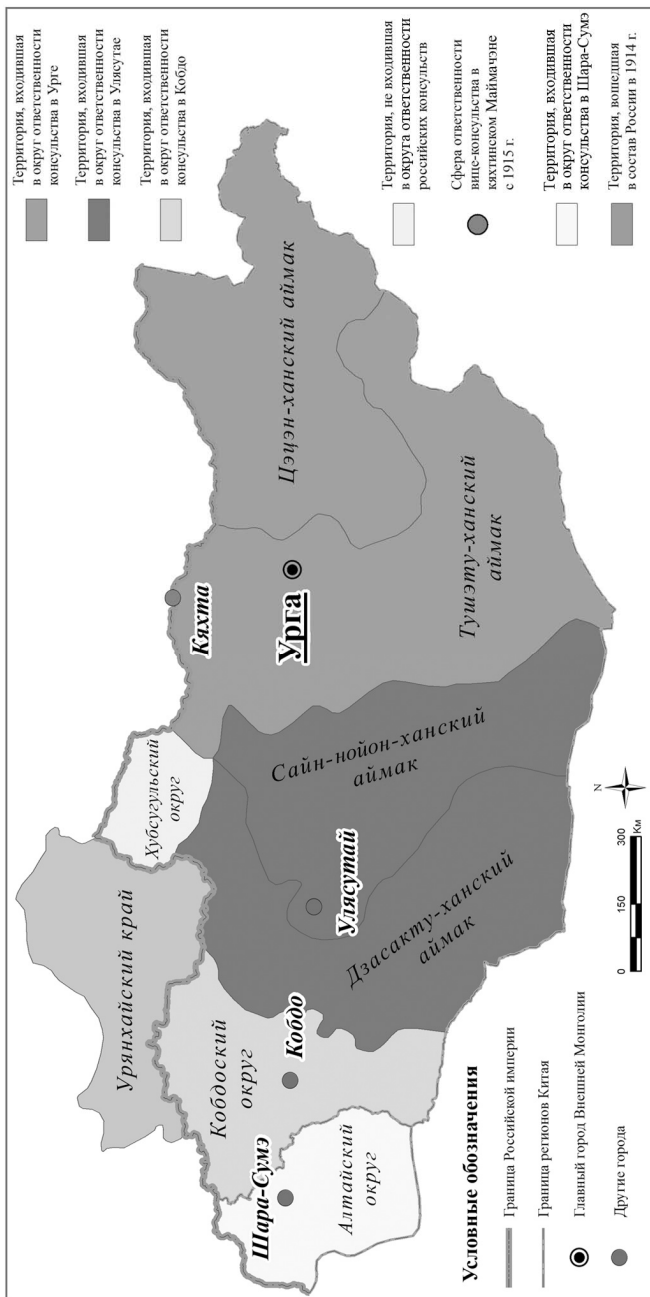 Территория, входившая
в округ ответственности
консульства в Урге
Территория, входившая
в округ ответственности
консульства в Улясутае
Территория, входившая
в округ ответственности
консульства в Кобдо
Территория, не входившая
в округа ответственности
российских консульств
Сфера ответственности
вице-консульства в
кяхтинском Маймачэне
с 1915 г.
Территория, входившая
в округ ответственности
консульства в Шара-Сумэ
Территория, вошедшая
в состав России в 1914 г.
Урянхайский край
Хубсугульский
округ
Кяхта
Цэцэн-ханский аймак
Урга
Тушэту-ханский
аймак
Сайн-нойон-ханский
аймак
Улясутай
Дзасакту-ханский
аймак
Кобдоский
округ
Кобдо
Шара-Сумэ
Алтайский
округ
Условные обозначения
Граница Российской империи
Граница регионов Китая
Главный город Внешней Монголии
Другие города
0 150 300
Км
N